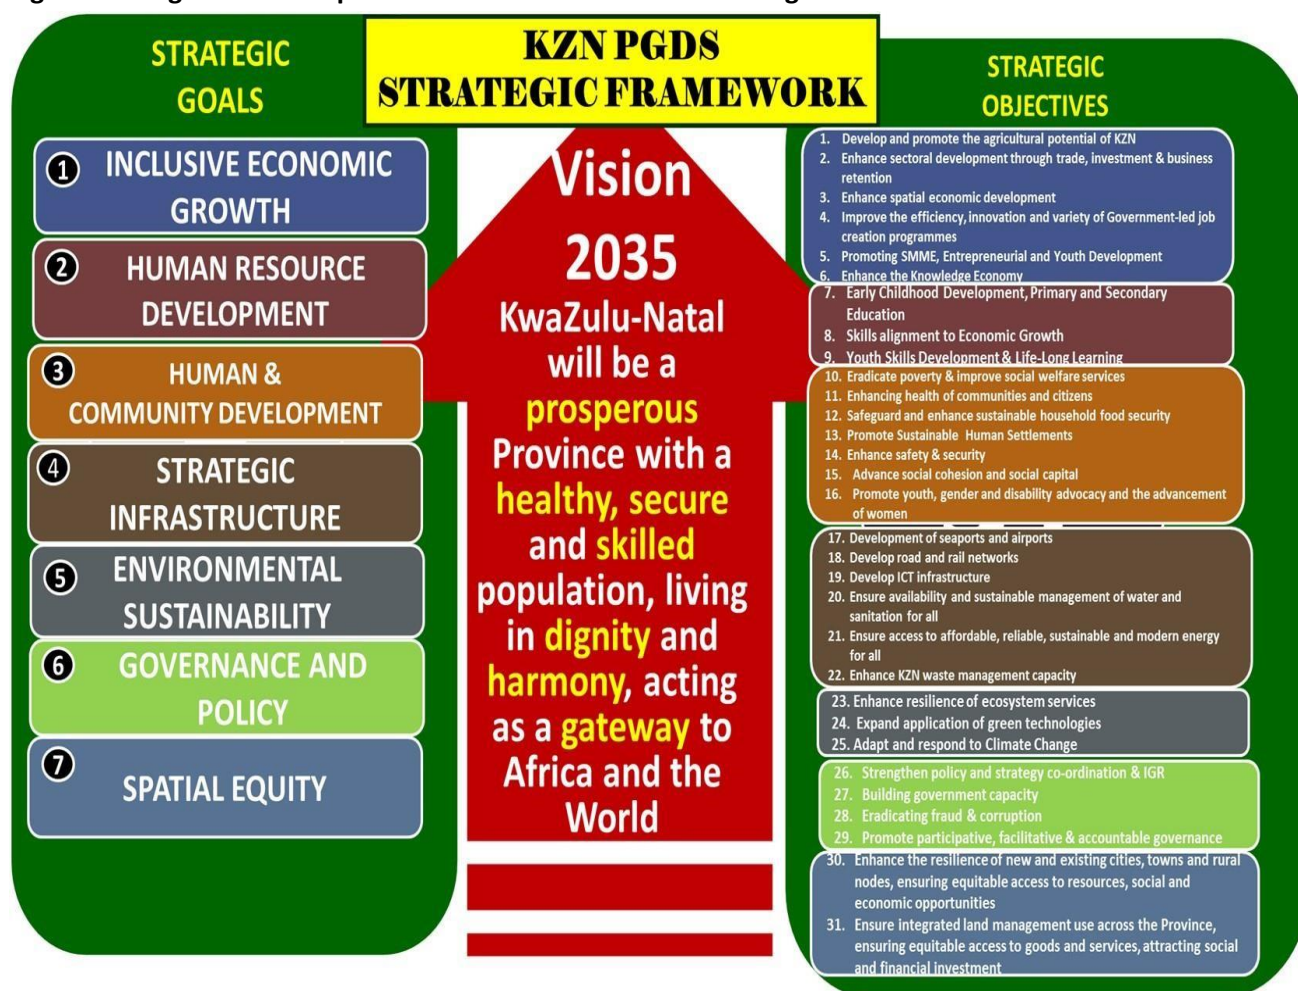 KZN PGDS
STRATEGIC FRAMEWORK
STRATEGIC
GOALS
1 INCLUSIVE ECONOMIC
GROWTH
2 HUMAN RESOURCE
DEVELOPMENT
3 HUMAN &
COMMUNITY DEVELOPMENT
4 STRATEGIC
INFRASTRUCTURE
5 ENVIRONMENTAL
SUSTAINABILITY
6 GOVERNANCE AND
POLICY
7 SPATIAL EQUITY
Vision
2035
KwaZulu-Natal
will be a
prosperous
Province with a
healthy, secure
and skilled
population, living
in dignity and
harmony, acting
as a gateway to
Africa and the
World
STRATEGIC
OBJECTIVES
1. Develop and promote the agricultural potential of KZN
2. Enhance sectoral development through trade, investment & business
retention
3. Enhance spatial economic development
4. Improve the efficiency, innovation and variety of Government-led job
creation programmes
5. Promoting SMME, Entrepreneurial and Youth Development
6. Enhance the Knowledge Economy
7. Early Childhood Development, Primary and Secondary
Education
8. Skills alignment to Economic Growth
9. Youth Skills Development & Life-Long Learning
10. Eradicate poverty & improve social welfare services
11. Enhancing health of communities and citizens
12. Safeguard and enhance sustainable household food security
13. Promote Sustainable Human Settlements
14. Enhance safety & security
15. Advance social cohesion and social capital
16. Promote youth, gender and disability advocacy and the advancement
of women
17. Development of seaports and airports
18. Develop road and rail networks
19. Develop ICT infrastructure
20. Ensure availability and sustainable management of water and
sanitation for all
21. Ensure access to affordable, reliable, sustainable and modern energy
for all
22. Enhance KZN waste management capacity
23. Enhance resilience of ecosystem services
24. Expand application of green technologies
25. Adapt and respond to Climate Change
26. Strengthen policy and strategy co-ordination & IGR
27. Building government capacity
28. Eradicating fraud & corruption
29. Promote participative, facilitative & accountable governance
30. Enhance the resilience of new and existing cities, towns and rural
nodes, ensuring equitable access to resources, social and
economic opportunities
31. Ensure integrated land management use across the Province,
ensuring equitable access to goods and services, attracting social
and financial investment